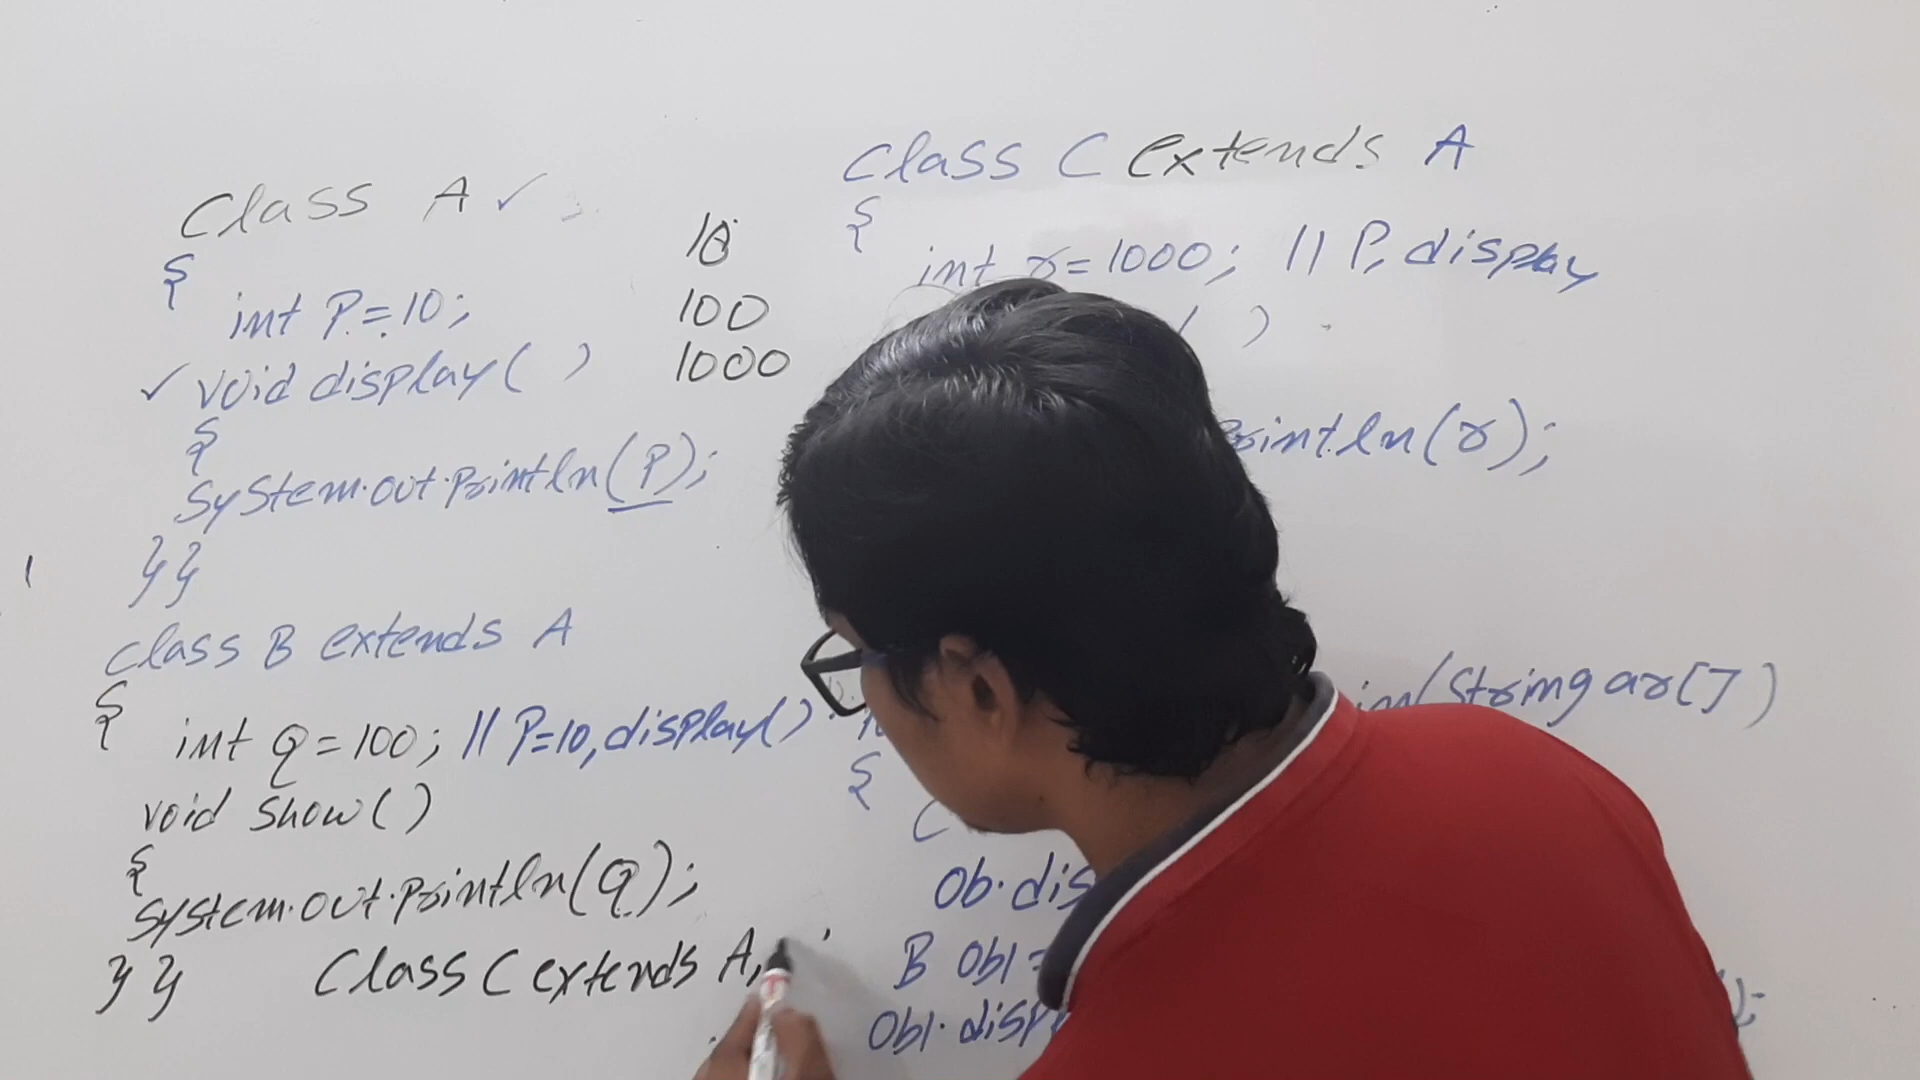 Class A ✓
{
int P=10;
✓ void display( )
{
System.out.println(P);
}}
class B extends A
{
int Q=100; // P=10, display()
void show()
{
System.out.println(Q);
}} Class C extends A,
10
100
1000
Class C extends A
{
int r=1000; // P, display
( )
println(r);
(String ar[])
{
C
Ob.dis
B Ob1 =
Ob1.disp
);